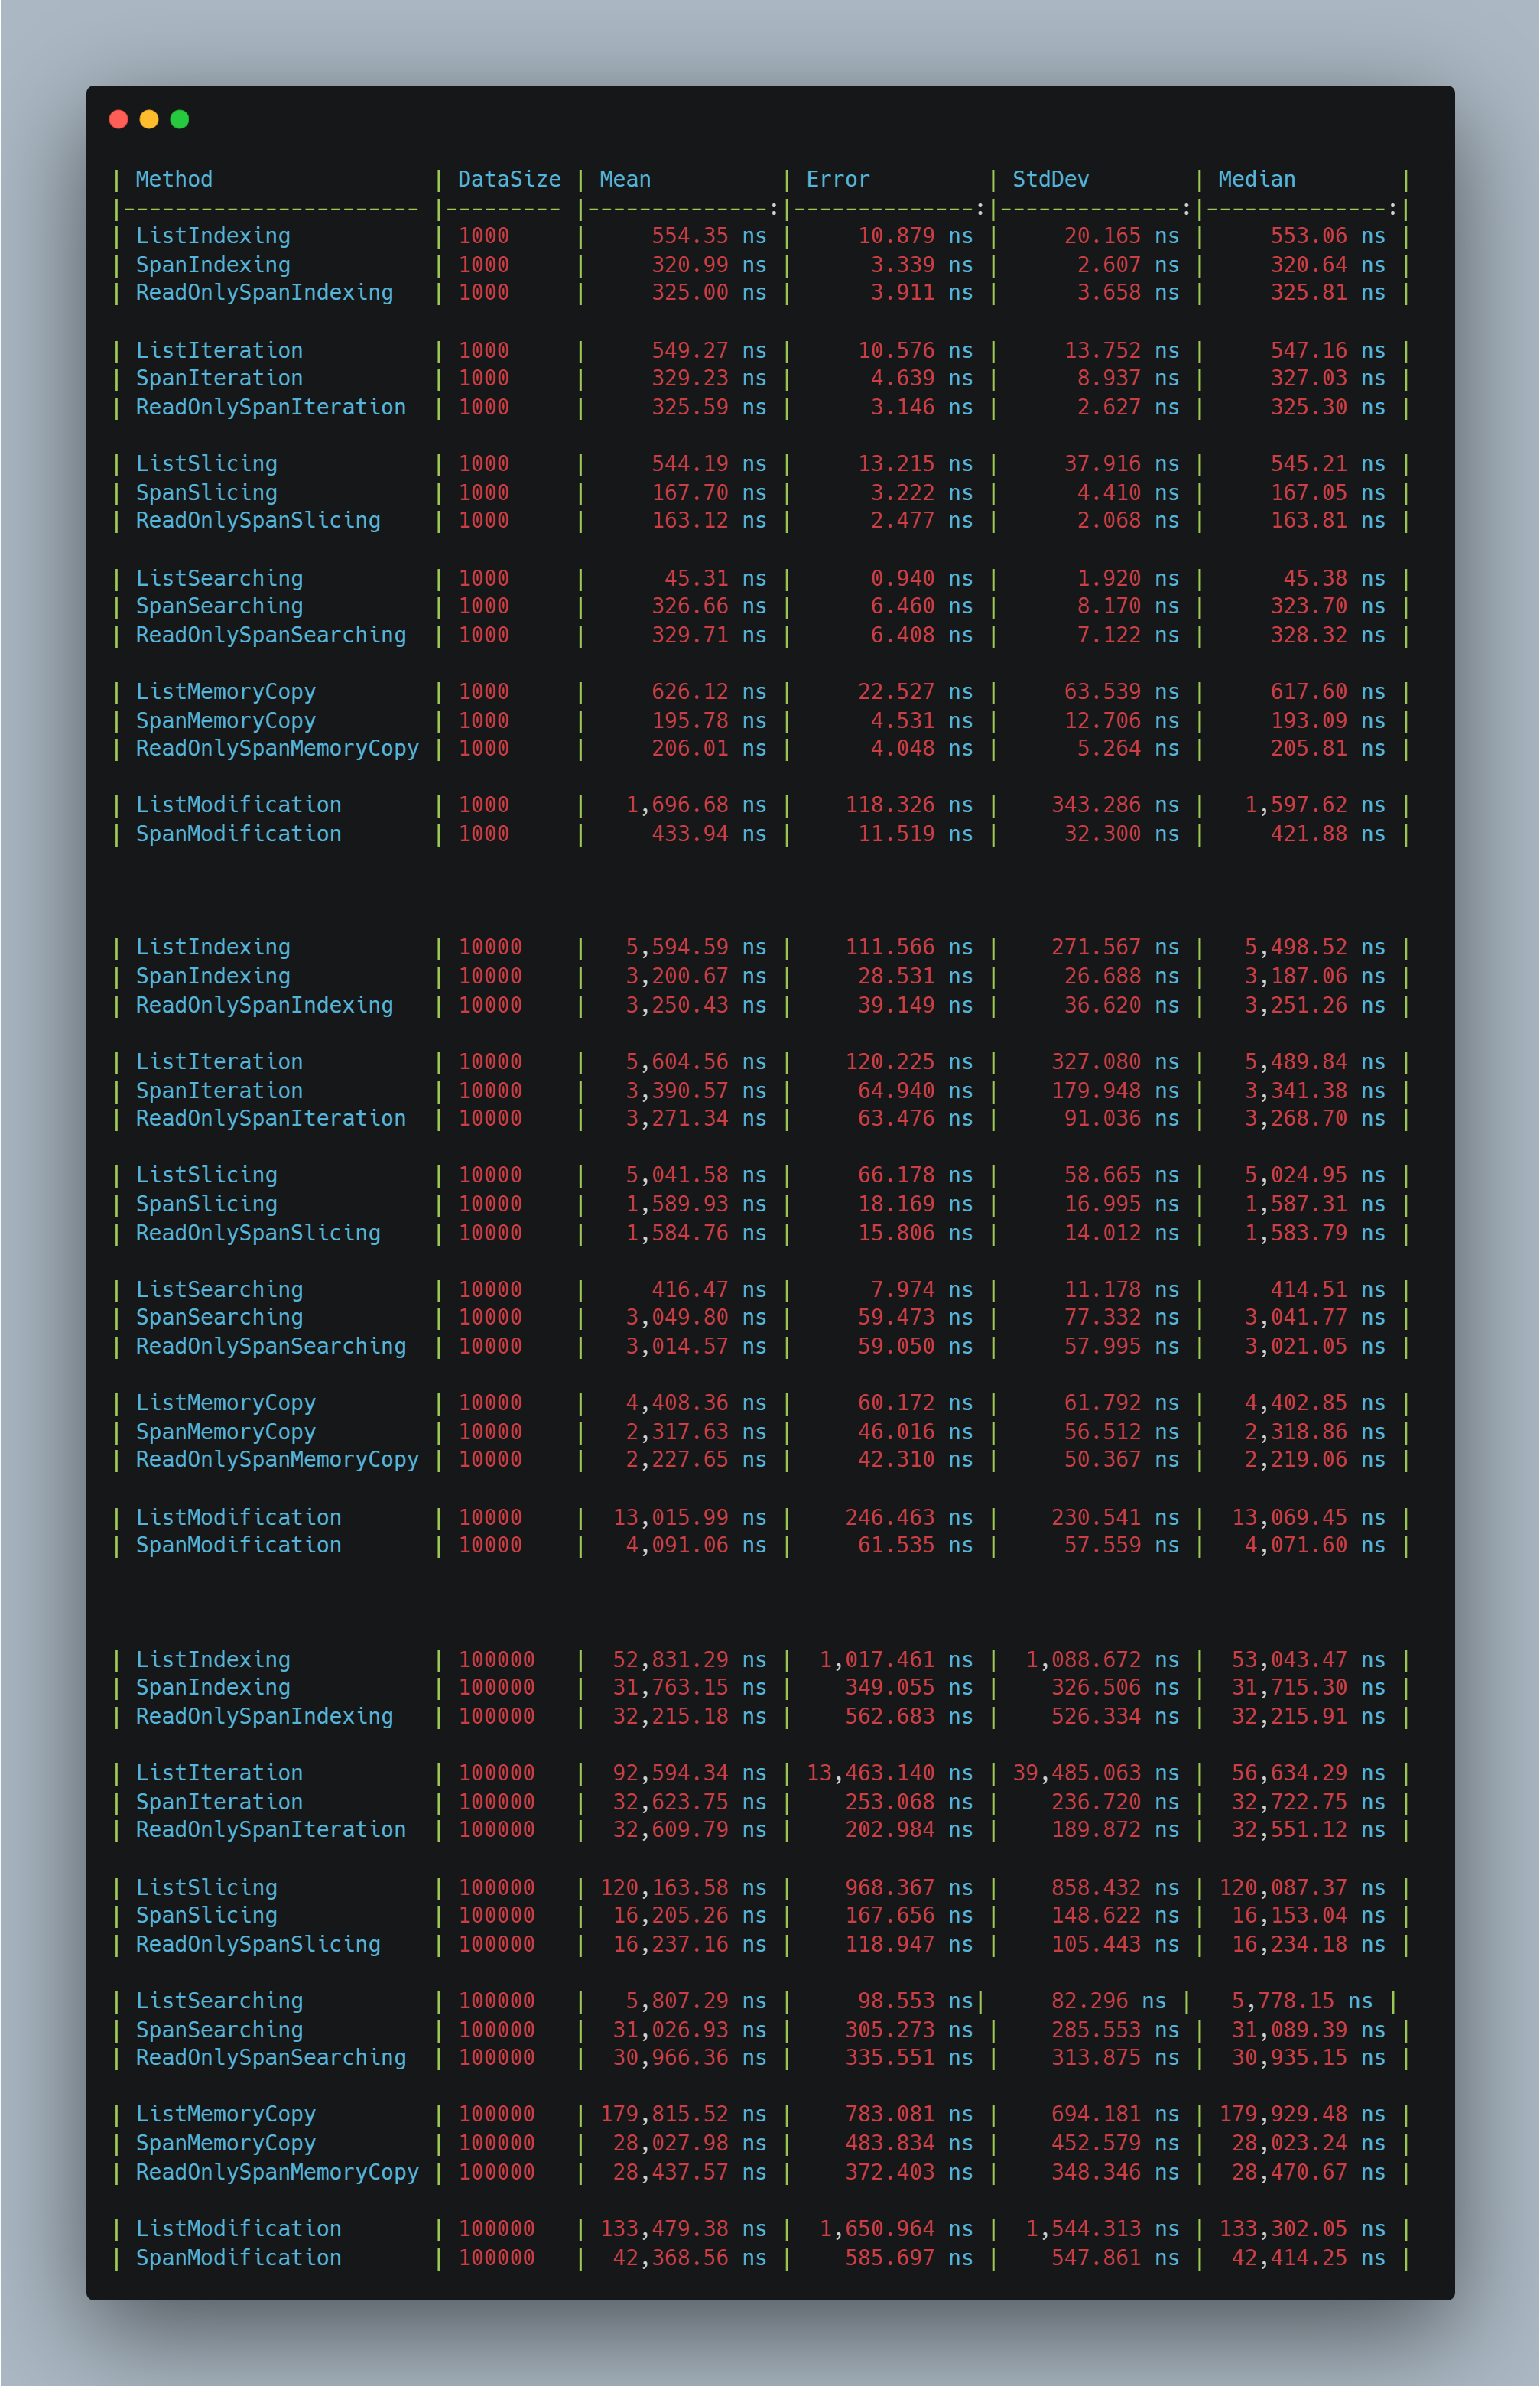 | Method                 | DataSize | Mean          | Error         | StdDev        | Median        |
|----------------------- |--------- |--------------:|--------------:|--------------:|--------------:|
| ListIndexing           | 1000     |     554.35 ns |     10.879 ns |     20.165 ns |     553.06 ns |
| SpanIndexing           | 1000     |     320.99 ns |      3.339 ns |      2.607 ns |     320.64 ns |
| ReadOnlySpanIndexing   | 1000     |     325.00 ns |      3.911 ns |      3.658 ns |     325.81 ns |
| ListIteration          | 1000     |     549.27 ns |     10.576 ns |     13.752 ns |     547.16 ns |
| SpanIteration          | 1000     |     329.23 ns |      4.639 ns |      8.937 ns |     327.03 ns |
| ReadOnlySpanIteration  | 1000     |     325.59 ns |      3.146 ns |      2.627 ns |     325.30 ns |
| ListSlicing            | 1000     |     544.19 ns |     13.215 ns |     37.916 ns |     545.21 ns |
| SpanSlicing            | 1000     |     167.70 ns |      3.222 ns |      4.410 ns |     167.05 ns |
| ReadOnlySpanSlicing    | 1000     |     163.12 ns |      2.477 ns |      2.068 ns |     163.81 ns |
| ListSearching          | 1000     |      45.31 ns |      0.940 ns |      1.920 ns |      45.38 ns |
| SpanSearching          | 1000     |     326.66 ns |      6.460 ns |      8.170 ns |     323.70 ns |
| ReadOnlySpanSearching  | 1000     |     329.71 ns |      6.408 ns |      7.122 ns |     328.32 ns |
| ListMemoryCopy         | 1000     |     626.12 ns |     22.527 ns |     63.539 ns |     617.60 ns |
| SpanMemoryCopy         | 1000     |     195.78 ns |      4.531 ns |     12.706 ns |     193.09 ns |
| ReadOnlySpanMemoryCopy | 1000     |     206.01 ns |      4.048 ns |      5.264 ns |     205.81 ns |
| ListModification       | 1000     |   1,696.68 ns |    118.326 ns |    343.286 ns |   1,597.62 ns |
| SpanModification       | 1000     |     433.94 ns |     11.519 ns |     32.300 ns |     421.88 ns |
| ListIndexing           | 10000    |   5,594.59 ns |    111.566 ns |    271.567 ns |   5,498.52 ns |
| SpanIndexing           | 10000    |   3,200.67 ns |     28.531 ns |     26.688 ns |   3,187.06 ns |
| ReadOnlySpanIndexing   | 10000    |   3,250.43 ns |     39.149 ns |     36.620 ns |   3,251.26 ns |
| ListIteration          | 10000    |   5,604.56 ns |    120.225 ns |    327.080 ns |   5,489.84 ns |
| SpanIteration          | 10000    |   3,390.57 ns |     64.940 ns |    179.948 ns |   3,341.38 ns |
| ReadOnlySpanIteration  | 10000    |   3,271.34 ns |     63.476 ns |     91.036 ns |   3,268.70 ns |
| ListSlicing            | 10000    |   5,041.58 ns |     66.178 ns |     58.665 ns |   5,024.95 ns |
| SpanSlicing            | 10000    |   1,589.93 ns |     18.169 ns |     16.995 ns |   1,587.31 ns |
| ReadOnlySpanSlicing    | 10000    |   1,584.76 ns |     15.806 ns |     14.012 ns |   1,583.79 ns |
| ListSearching          | 10000    |     416.47 ns |      7.974 ns |     11.178 ns |     414.51 ns |
| SpanSearching          | 10000    |   3,049.80 ns |     59.473 ns |     77.332 ns |   3,041.77 ns |
| ReadOnlySpanSearching  | 10000    |   3,014.57 ns |     59.050 ns |     57.995 ns |   3,021.05 ns |
| ListMemoryCopy         | 10000    |   4,408.36 ns |     60.172 ns |     61.792 ns |   4,402.85 ns |
| SpanMemoryCopy         | 10000    |   2,317.63 ns |     46.016 ns |     56.512 ns |   2,318.86 ns |
| ReadOnlySpanMemoryCopy | 10000    |   2,227.65 ns |     42.310 ns |     50.367 ns |   2,219.06 ns |
| ListModification       | 10000    |  13,015.99 ns |    246.463 ns |    230.541 ns |  13,069.45 ns |
| SpanModification       | 10000    |   4,091.06 ns |     61.535 ns |     57.559 ns |   4,071.60 ns |
| ListIndexing           | 100000   |  52,831.29 ns |  1,017.461 ns |  1,088.672 ns |  53,043.47 ns |
| SpanIndexing           | 100000   |  31,763.15 ns |    349.055 ns |    326.506 ns |  31,715.30 ns |
| ReadOnlySpanIndexing   | 100000   |  32,215.18 ns |    562.683 ns |    526.334 ns |  32,215.91 ns |
| ListIteration          | 100000   |  92,594.34 ns | 13,463.140 ns | 39,485.063 ns |  56,634.29 ns |
| SpanIteration          | 100000   |  32,623.75 ns |    253.068 ns |    236.720 ns |  32,722.75 ns |
| ReadOnlySpanIteration  | 100000   |  32,609.79 ns |    202.984 ns |    189.872 ns |  32,551.12 ns |
| ListSlicing            | 100000   | 120,163.58 ns |    968.367 ns |    858.432 ns | 120,087.37 ns |
| SpanSlicing            | 100000   |  16,205.26 ns |    167.656 ns |    148.622 ns |  16,153.04 ns |
| ReadOnlySpanSlicing    | 100000   |  16,237.16 ns |    118.947 ns |    105.443 ns |  16,234.18 ns |
| ListSearching          | 100000   |   5,807.29 ns |     98.553 ns|     82.296 ns |   5,778.15 ns |
| SpanSearching          | 100000   |  31,026.93 ns |    305.273 ns |    285.553 ns |  31,089.39 ns |
| ReadOnlySpanSearching  | 100000   |  30,966.36 ns |    335.551 ns |    313.875 ns |  30,935.15 ns |
| ListMemoryCopy         | 100000   | 179,815.52 ns |    783.081 ns |    694.181 ns | 179,929.48 ns |
| SpanMemoryCopy         | 100000   |  28,027.98 ns |    483.834 ns |    452.579 ns |  28,023.24 ns |
| ReadOnlySpanMemoryCopy | 100000   |  28,437.57 ns |    372.403 ns |    348.346 ns |  28,470.67 ns |
| ListModification       | 100000   | 133,479.38 ns |  1,650.964 ns |  1,544.313 ns | 133,302.05 ns |
| SpanModification       | 100000   |  42,368.56 ns |    585.697 ns |    547.861 ns |  42,414.25 ns |